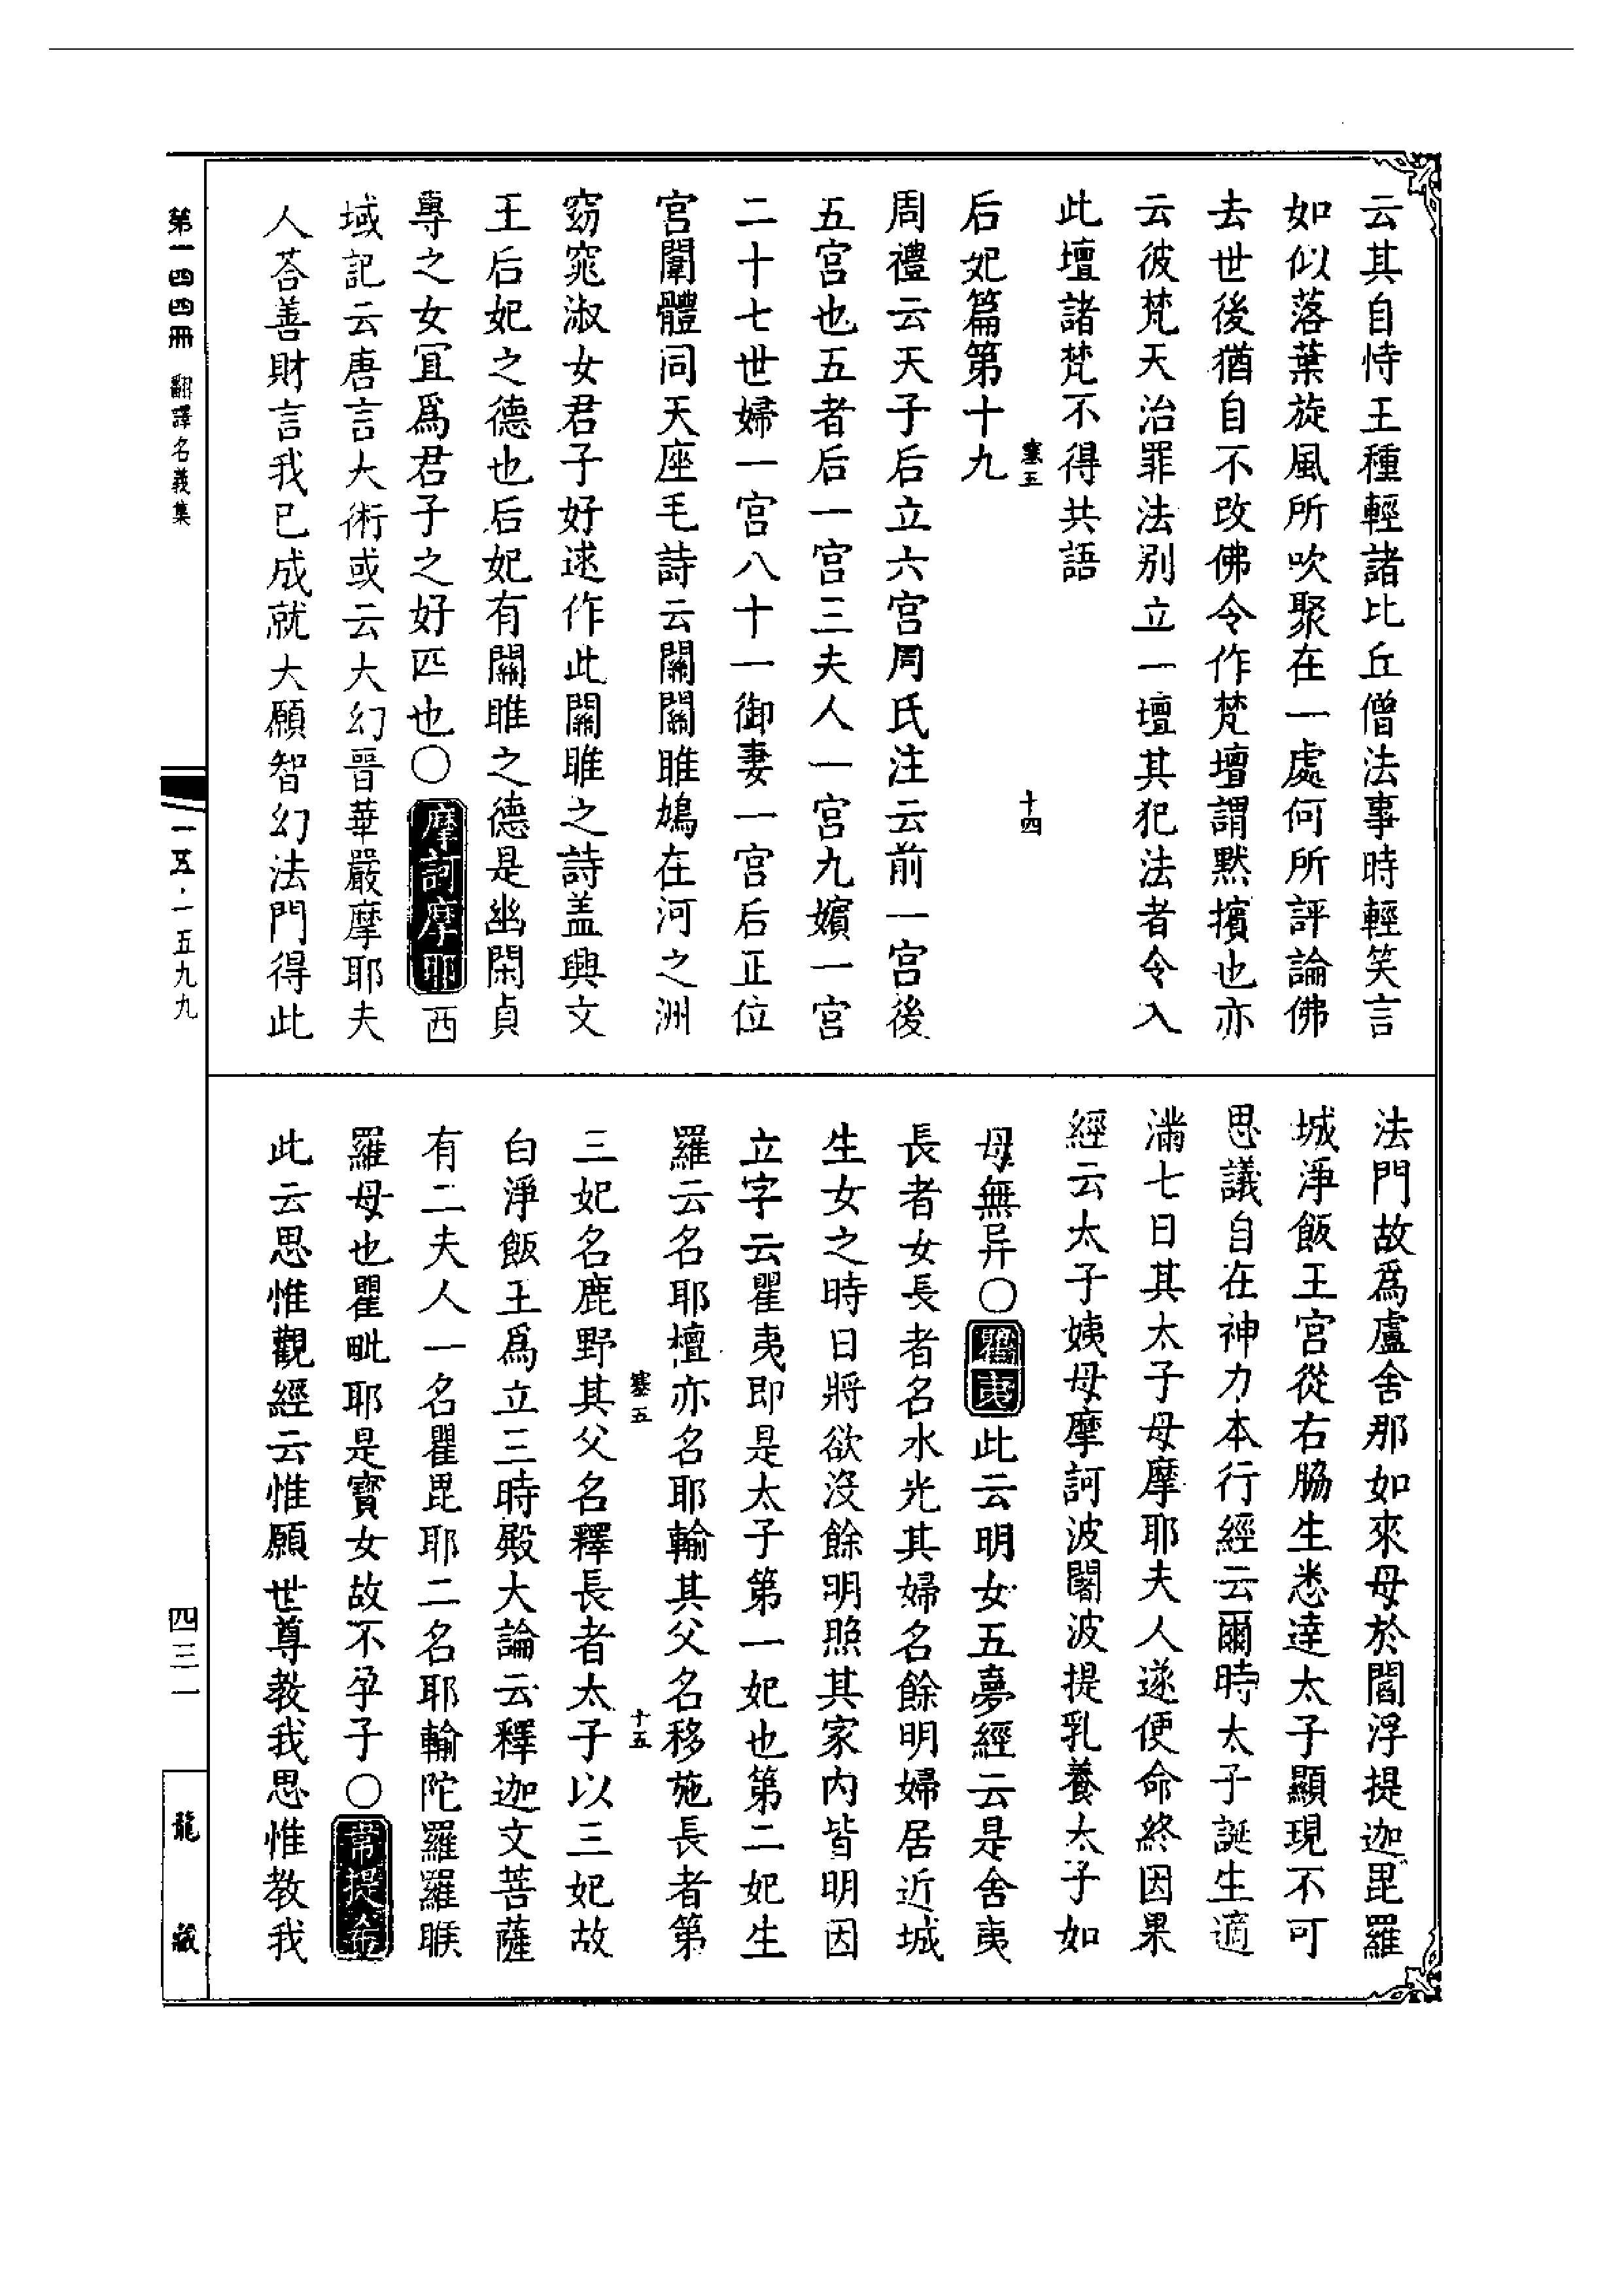 云其自恃王種輕諸比丘僧法事時輕笑言
如似落葉旋風所吹聚在一處何所評論佛
去世後猶自不改佛令作梵壇謂默擯也亦
云彼梵天治罪法别立一壇其犯法者令入
此壇諸梵不得共語
塞五 十四
后妃篇第十九
周禮云天子后立六宮周氏注云前一宮後
五宮也五者后一宮三夫人一宮九嬪一宮
二十七世婦一宮八十一御妻一宮后正位
宮闈體同天座毛詩云關關雎鳩在河之洲
窈窕淑女君子好逑作此關雎之詩盖興文
王后妃之德也后妃有關雎之德是幽閑貞
專之女宜爲君子之好匹也○摩訶摩耶西
域記云唐言大術或云大幻晉華嚴摩耶夫
人荅善財言我已成就大願智幻法門得此
法門故爲盧舍那如來母於閻浮提迦毘羅
城淨飯王宮從右脇生悉達太子顯現不可
思議自在神力本行經云爾時太子誕生適
滿七日其太子母摩耶夫人遂便命終因果
經云太子姨母摩訶波闍波提乳養太子如
母無异○瞿夷此云明女五夢經云是舍夷
長者女長者名水光其婦名餘明婦居近城
生女之時日將欲沒餘明照其家内皆明因
立字云瞿夷即是太子第一妃也第二妃生
羅云名耶檀亦名耶輸其父名移施長者第
塞五 十五
三妃名鹿野其父名釋長者太子以三妃故
白淨飯王爲立三時殿大論云釋迦文菩薩
有二夫人一名瞿毘耶二名耶輸陀羅羅睺
羅母也瞿毗耶是寶女故不孕子○韋提希
此云思惟觀經云惟願世尊教我思惟教我
第一四四冊 翻譯名義集
一五·一五九九
四三一
龍藏